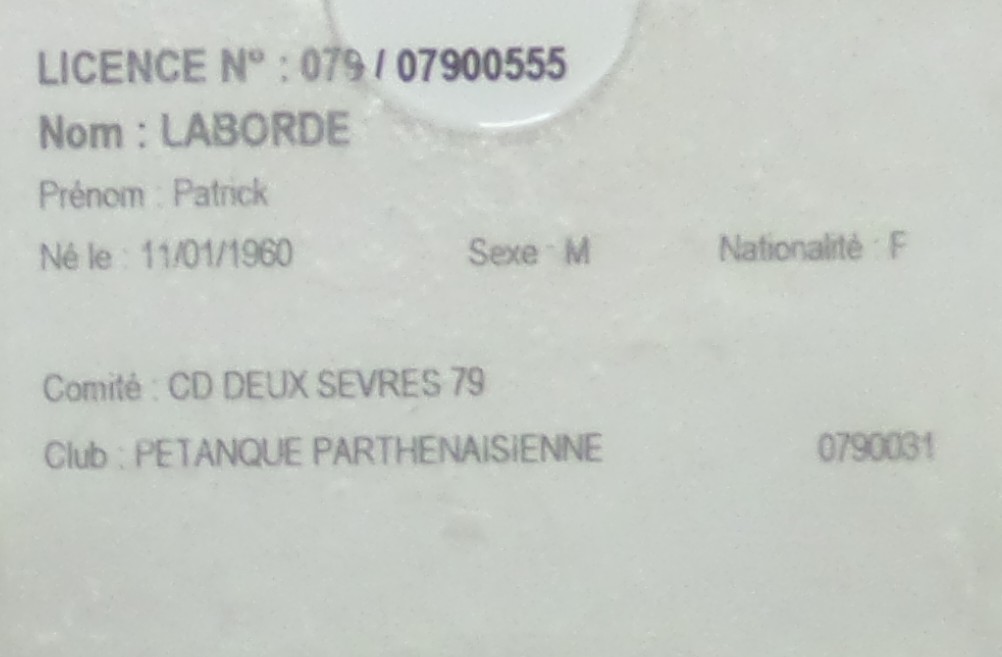 LICENCE N° : 079 / 07900555
Nom : LABORDE
Prénom : Patrick
Né le : 11/01/1960 Sexe : M Nationalité : F
Comité : CD DEUX SEVRES 79
Club : PETANQUE PARTHENAISIENNE 0790031